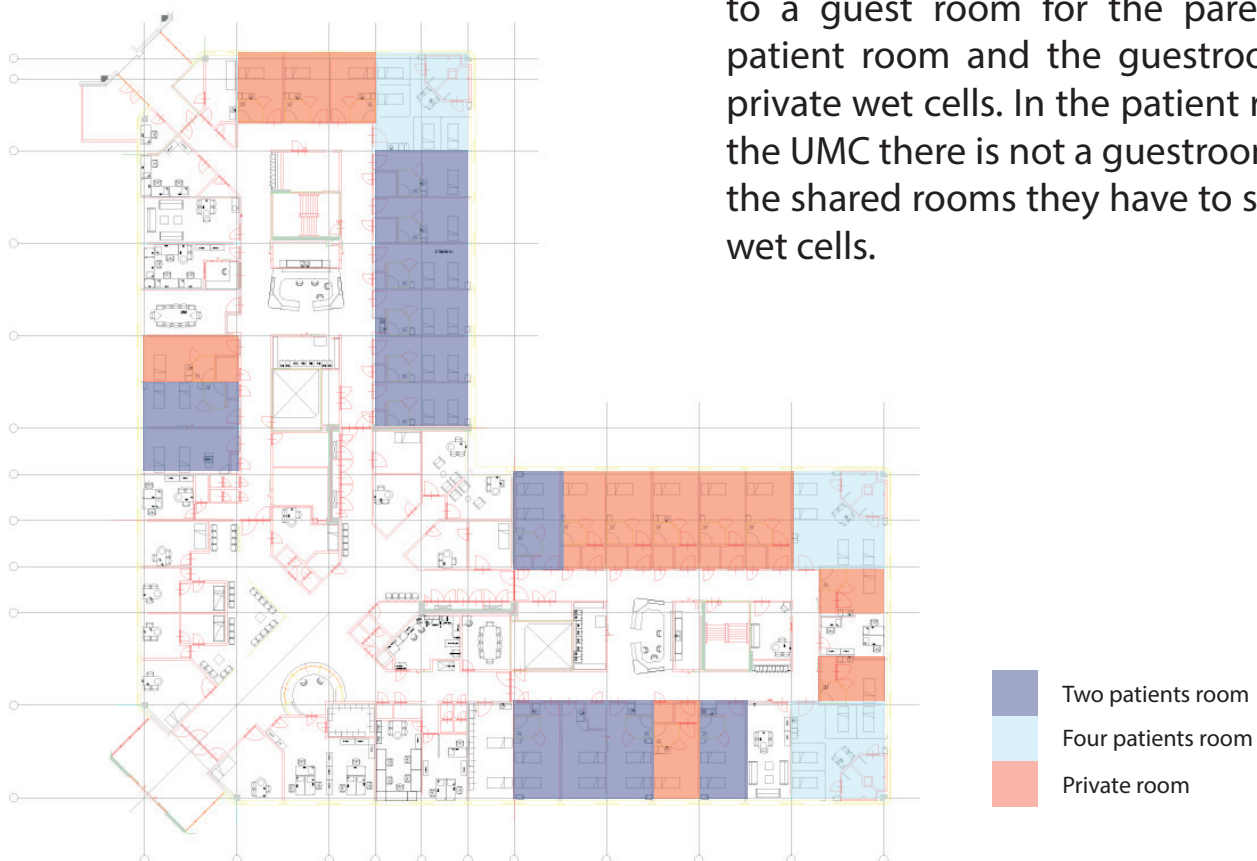 to a guest room for the pare
patient room and the guestroo
private wet cells. In the patient
the UMC there is not a guestroor
the shared rooms they have to s
wet cells.
Two patients room
Four patients room
Private room